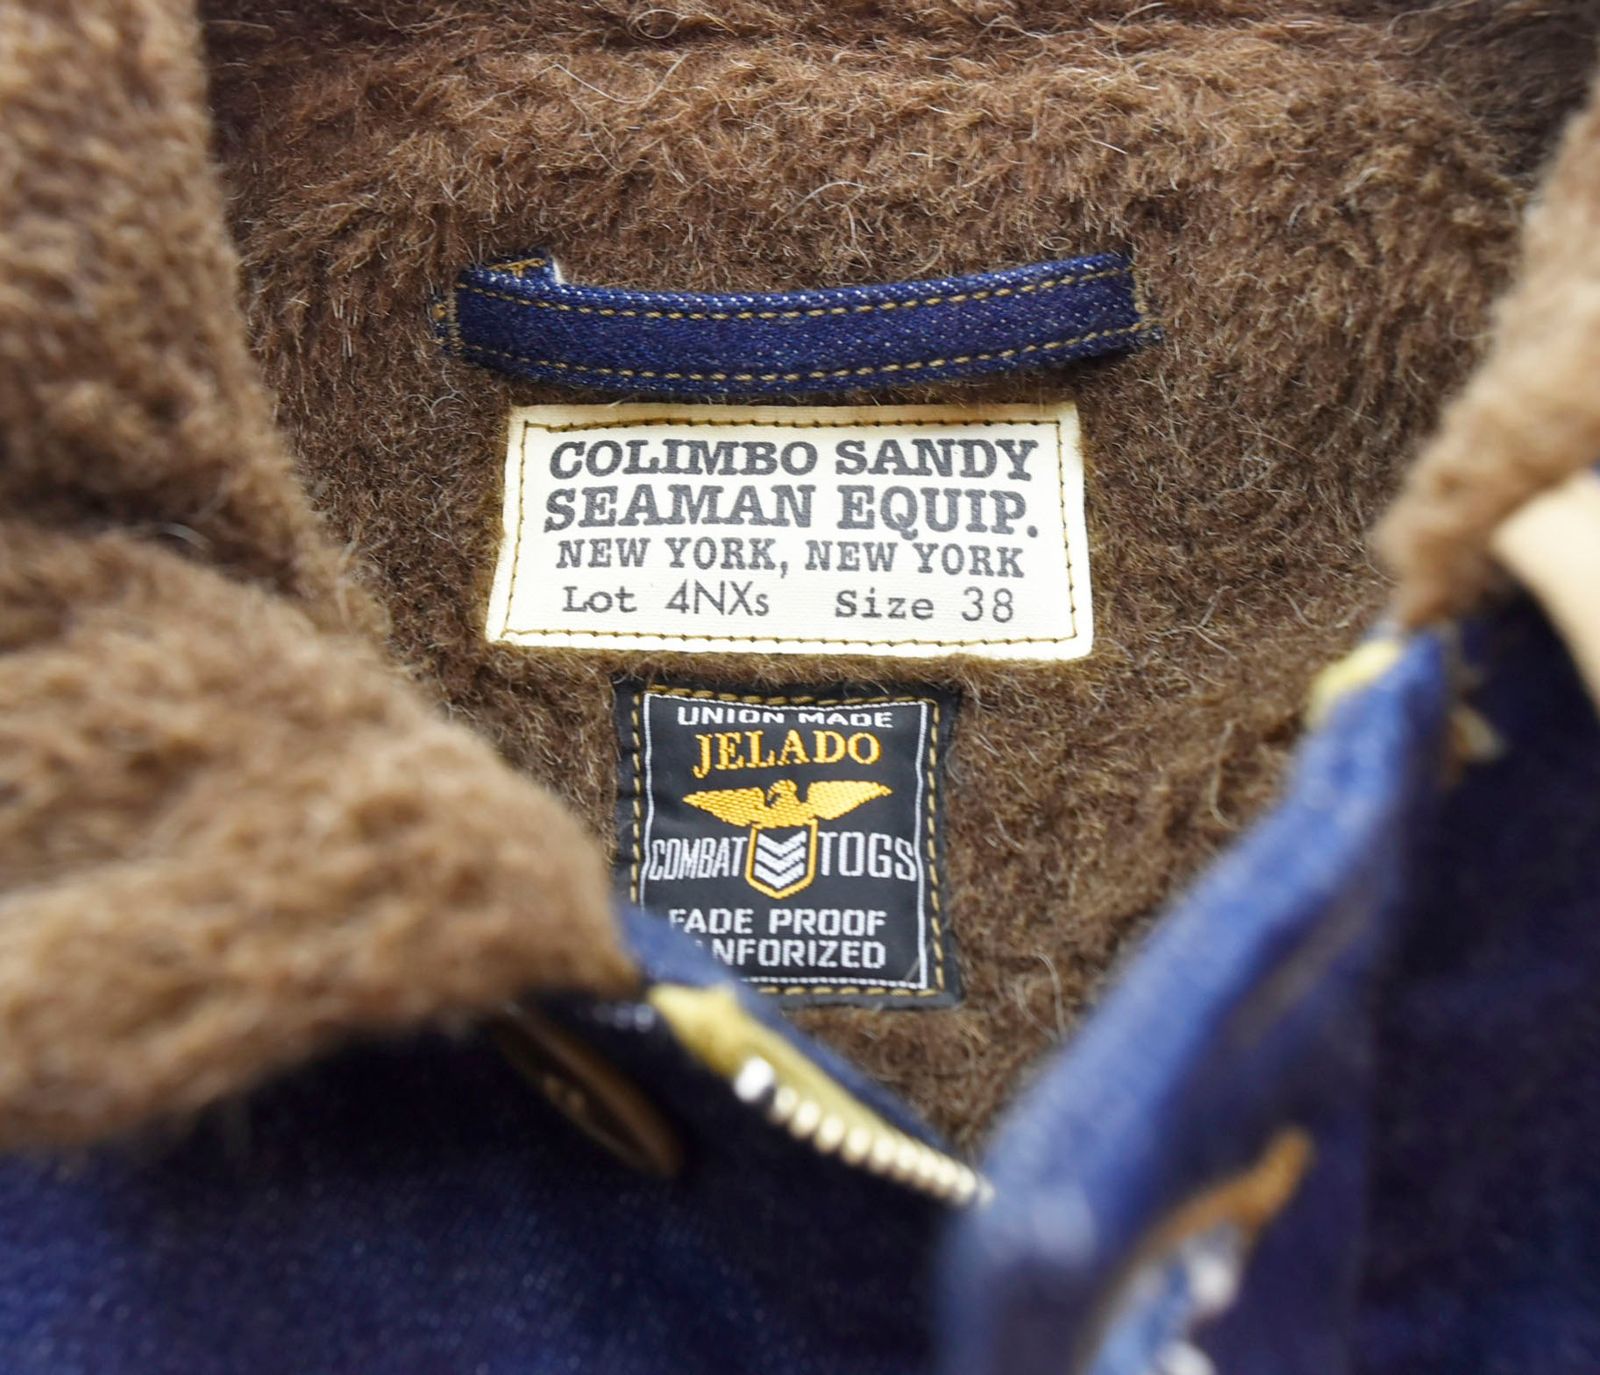 COLIMBO SANDY
SEAMAN EQUIP.
NEW YORK, NEW YORK
Lot 4NXs Size 38
UNION MADE
JELADO
COMBAT TOGS
FADE PROOF